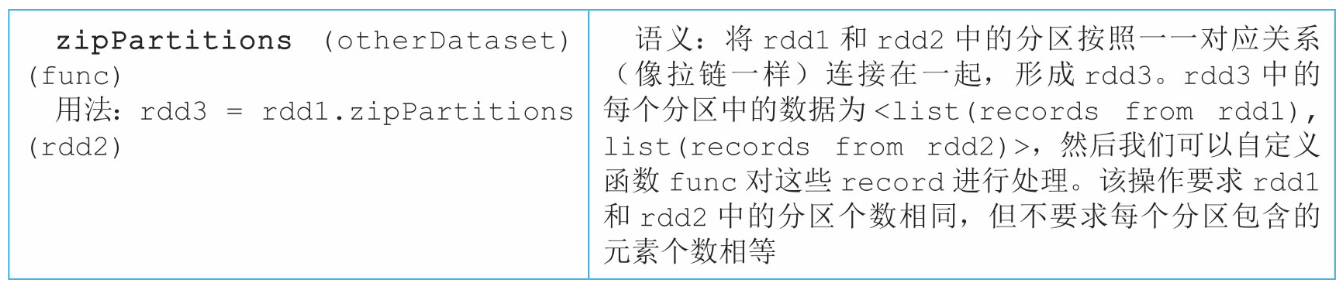 zipPartitions (otherDataset)
(func)
用法：rdd3 = rdd1.zipPartitions
(rdd2)
语义：将 rdd1 和 rdd2 中的分区按照一一对应关系
（像拉链一样）连接在一起，形成 rdd3。rdd3 中的
每个分区中的数据为<list(records from rdd1),
list(records from rdd2)>，然后我们可以自定义
函数 func 对这些 record 进行处理。该操作要求 rdd1
和 rdd2 中的分区个数相同，但不要求每个分区包含的
元素个数相等